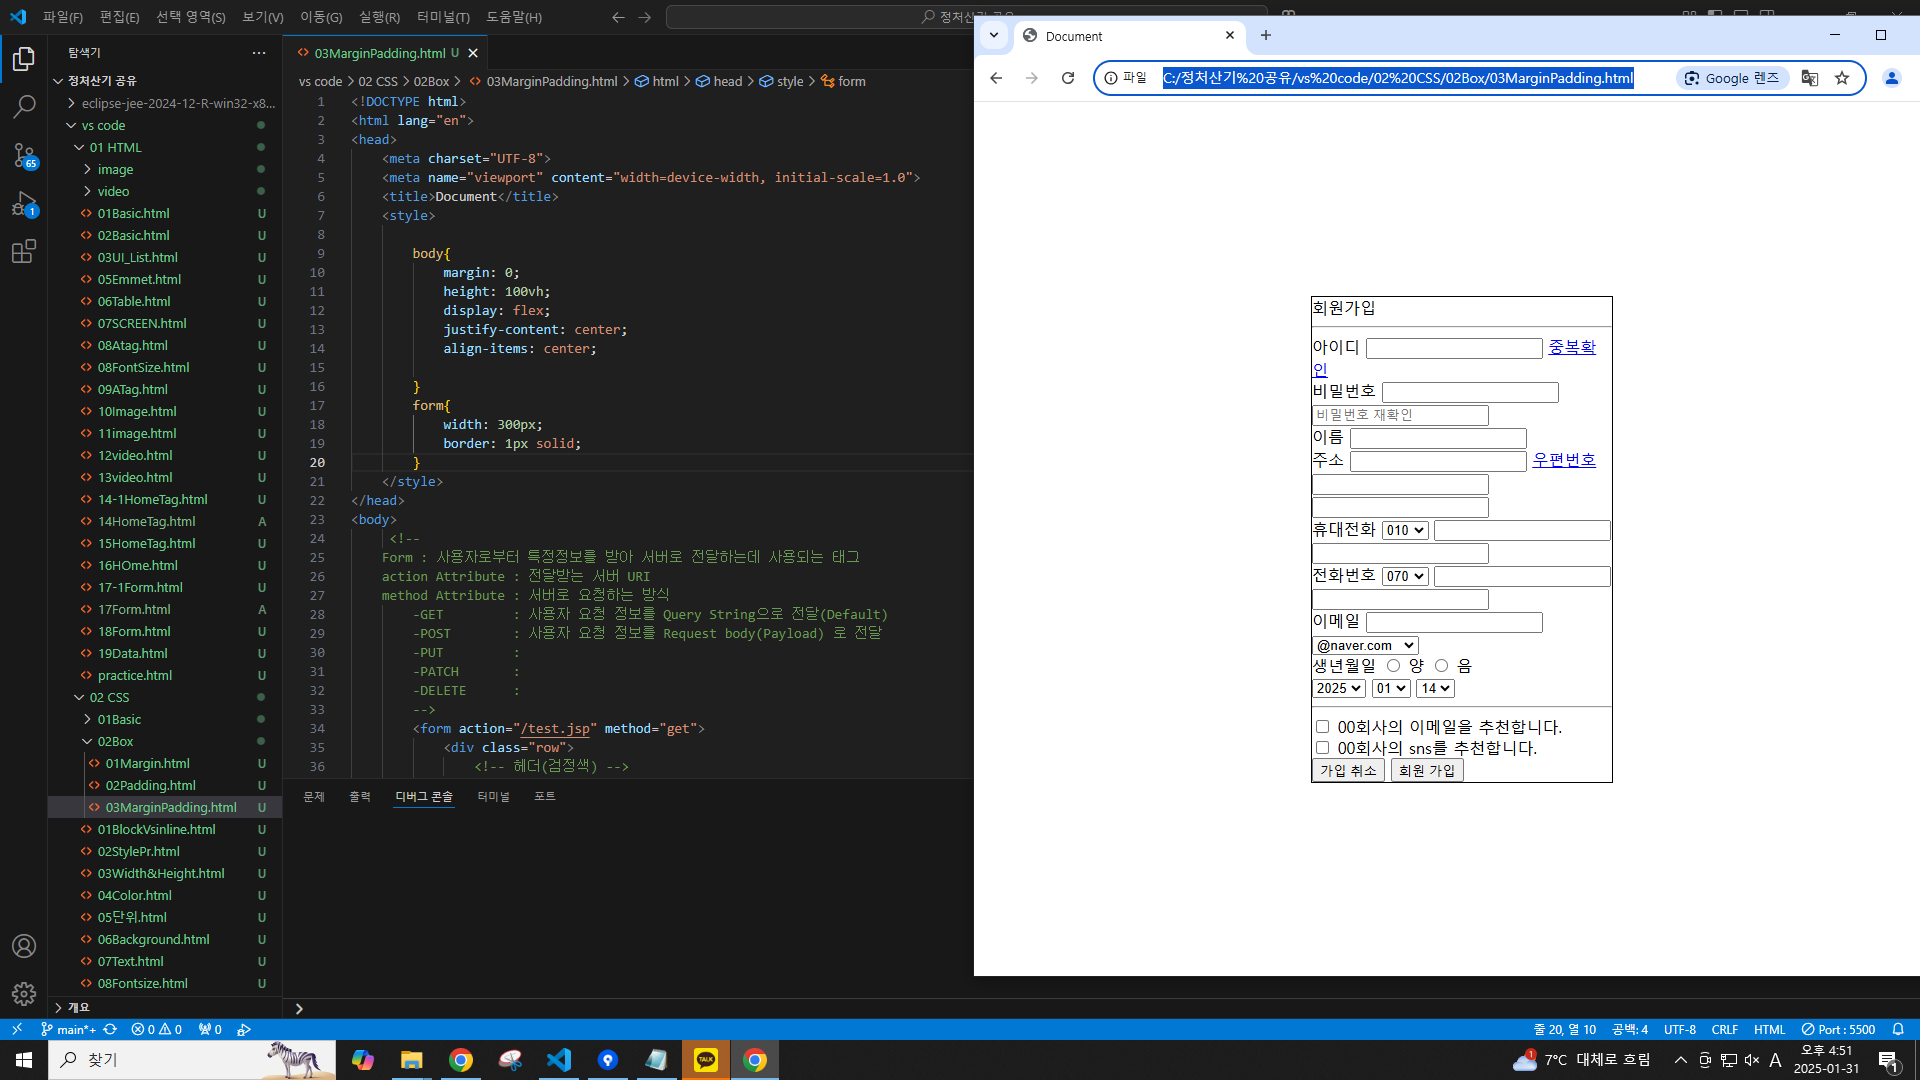 파일(F) 편집(E) 선택 영역(S) 보기(V) 이동(G) 실행(R) 터미널(T) 도움말(H)
탐색기
정처산기 공유
eclipse-jee-2024-12-R-win32-x8...
vs code
01 HTML
image
video
01Basic.html U
02Basic.html U
03UI_List.html U
05Emmet.html U
06Table.html U
07SCREEN.html U
08Atag.html U
08FontSize.html U
09ATag.html U
10Image.html U
11image.html U
12video.html U
13video.html U
14-1HomeTag.html U
14HomeTag.html A
15HomeTag.html U
16HOme.html U
17-1Form.html U
17Form.html A
18Form.html U
19Data.html U
practice.html U
02 CSS
01Basic
02Box
01Margin.html U
02Padding.html U
03MarginPadding.html U
01BlockVsinline.html U
02StylePr.html U
03Width&Height.html U
04Color.html U
05단위.html U
06Background.html U
07Text.html U
08Fontsize.html U
개요
65
1
03MarginPadding.html U
vs code > 02 CSS > 02Box > 03MarginPadding.html > html > head > style > form
1 <!DOCTYPE html>
2 <html lang="en">
3 <head>
4 <meta charset="UTF-8">
5 <meta name="viewport" content="width=device-width, initial-scale=1.0">
6 <title>Document</title>
7 <style>
8
9 body{
10 margin: 0;
11 height: 100vh;
12 display: flex;
13 justify-content: center;
14 align-items: center;
15
16 }
17 form{
18 width: 300px;
19 border: 1px solid;
20 }
21 </style>
22 </head>
23 <body>
24 <!--
25 Form : 사용자로부터 특정정보를 받아 서버로 전달하는데 사용되는 태그
26 action Attribute : 전달받는 서버 URI
27 method Attribute : 서버로 요청하는 방식
28 -GET : 사용자 요청 정보를 Query String으로 전달(Default)
29 -POST : 사용자 요청 정보를 Request body(Payload) 로 전달
30 -PUT :
31 -PATCH :
32 -DELETE :
33 -->
34 <form action="/test.jsp" method="get">
35 <div class="row">
36 <!-- 헤더(검정색) -->
문제 출력 디버그 콘솔 터미널 포트
Document
파일 C:/정처산기%20공유/vs%20code/02%20CSS/02Box/03MarginPadding.html Google 렌즈
회원가입
아이디 중복확
인
비밀번호
비밀번호 재확인
이름
주소 우편번호
휴대전화 010
전화번호 070
이메일
@naver.com
생년월일 양 음
2025 01 14
00회사의 이메일을 추천합니다.
00회사의 sns를 추천합니다.
가입 취소 회원 가입
main*+ 0 0 0 줄 20, 열 10 공백: 4 UTF-8 CRLF HTML Port : 5500
찾기 TALK 1 7°C 대체로 흐림 A 오후 4:51
2025-01-31 1